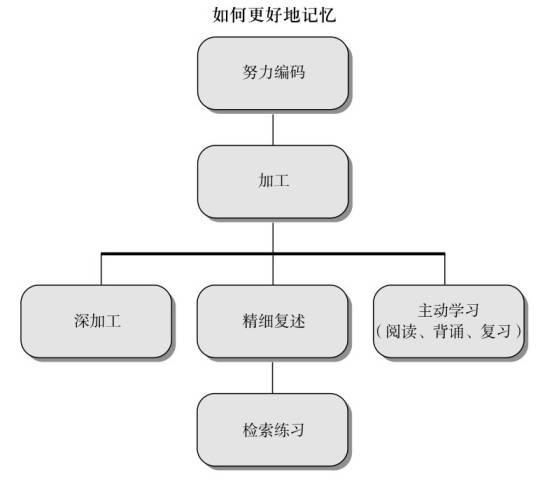 如何更好地记忆
努力编码
加工
深加工
精细复述
主动学习
（阅读、背诵、复习）
检索练习